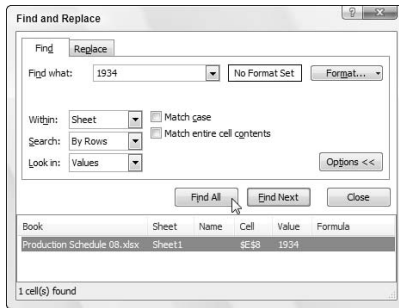 Find and Replace
Find Replace
Find what: 1934 No Format Set Format...
Within: Sheet Match case
Match entire cell contents
Search: By Rows
Look in: Values Options <<
Find All Find Next Close
Book Sheet Name Cell Value Formula
Production Schedule 08.xlsx Sheet1 $E$8 1934
1 cell(s) found